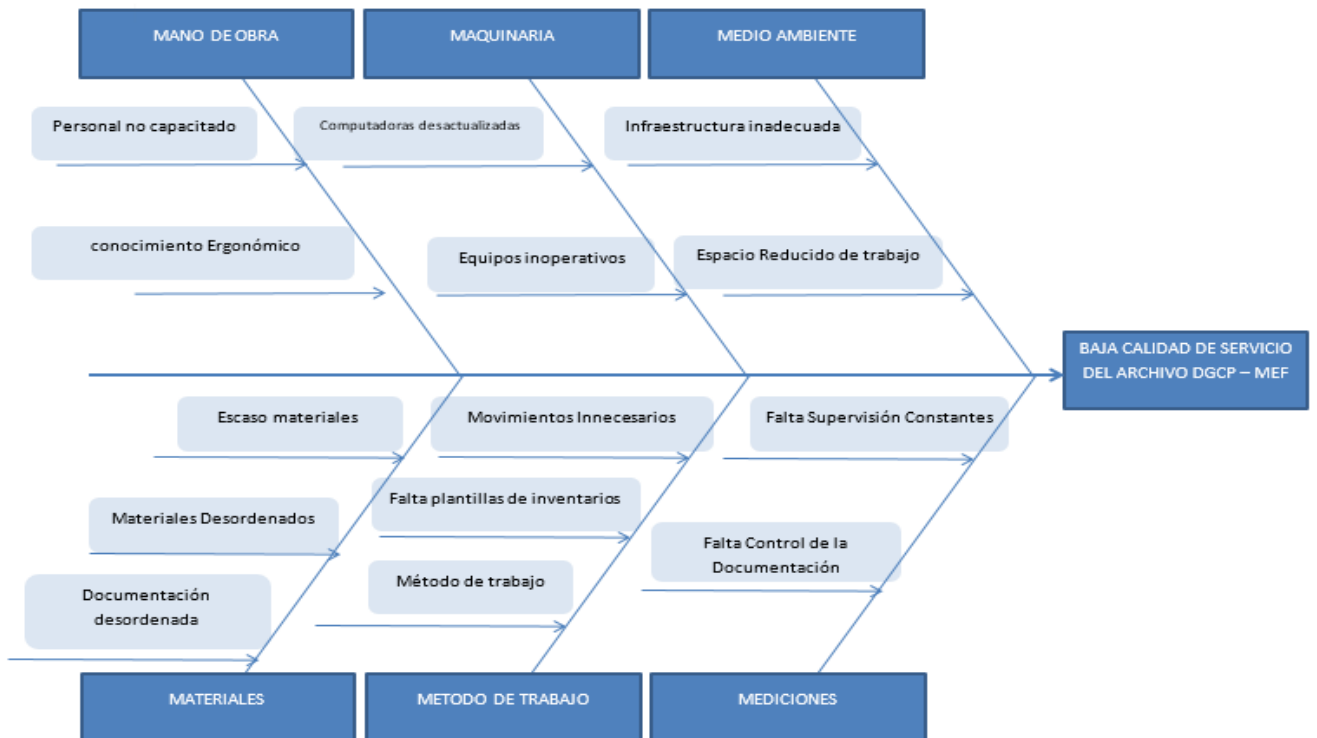 MANO DE OBRA
MAQUINARIA
MEDIO AMBIENTE
Personal no capacitado
Computadoras desactualizadas
Infraestructura inadecuada
conocimiento Ergonómico
Equipos inoperativos
Espacio Reducido de trabajo
BAJA CALIDAD DE SERVICIO
DEL ARCHIVO DGCP – MEF
Escaso materiales
Movimientos Innecesarios
Falta Supervisión Constantes
Materiales Desordenados
Falta plantillas de inventarios
Falta Control de la
Documentación
Documentación
desordenada
Método de trabajo
MATERIALES
METODO DE TRABAJO
MEDICIONES